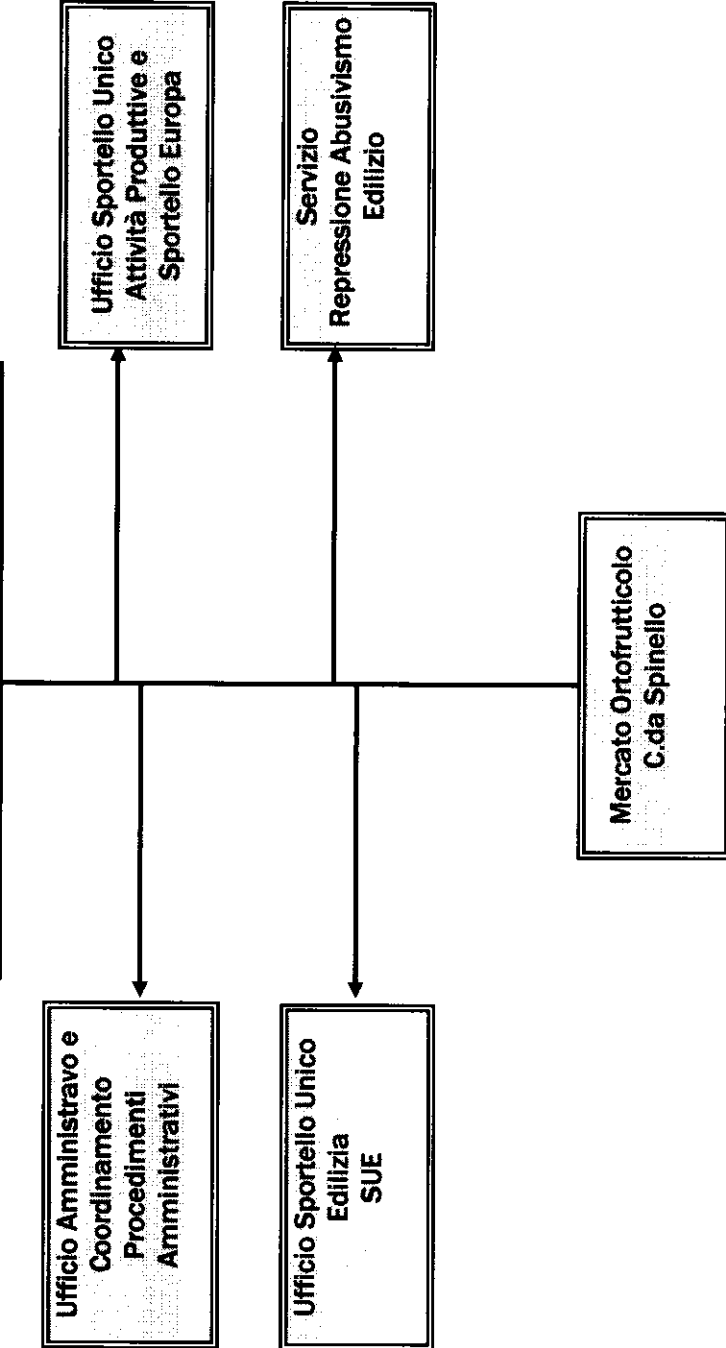 Ufficio Amministravo e
Coordinamento
Procedimenti
Amministrativi
Ufficio Sportello Unico
Attività Produttive e
Sportello Europa
Ufficio Sportello Unico
Edilizia
SUE
Servizio
Repressione Abusivismo
Edilizio
Mercato Ortofrutticolo
C.da Spinello